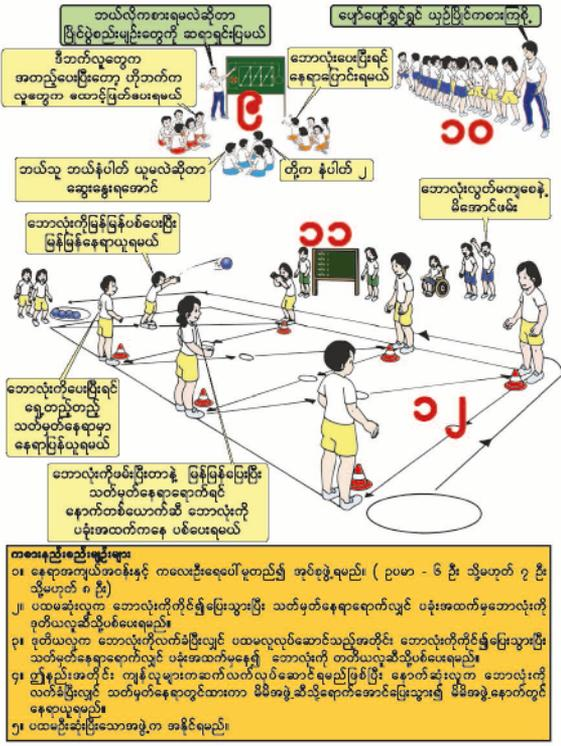 ဘယ်လိုကစားရမလဲဆိုတာ
ပြိုင်ပွဲစည်းမျဉ်းတွေကို ဆရာရှင်းပြမယ်
ပျော်ပျော်ရွှင်ရွှင် ယှဉ်ပြိုင်ကစားကြစို့
ဒီဘက်လူတွေက
အတည့်ပေးပြီးတော့ ဟိုဘက်က
လူတွေက ထောင့်ဖြတ်ပေးရမယ်
ဘောလုံးပေးပြီးရင်
နေရာပြောင်းရမယ်
၉
၁၀
ဘယ်သူ ဘယ်နံပါတ် ယူမလဲဆိုတာ
ဆွေးနွေးရအောင်
တို့က နံပါတ် ၂
ဘောလုံးလွတ်မကျစေနဲ့
မိအောင်ဖမ်း
ဘောလုံးကိုမြန်မြန်ပစ်ပေးပြီး
မြန်မြန်နေရာယူရမယ်
၁၁
ဘောလုံးကိုပေးပြီးရင်
ရှေ့တည့်တည့်
သတ်မှတ်နေရာမှာ
နေရာပြန်ယူရမယ်
၁၂
ဘောလုံးကိုဖမ်းပြီးတာနဲ့ မြန်မြန်ပြေးပြီး
သတ်မှတ်နေရာရောက်ရင်
နောက်တစ်ယောက်ဆီ ဘောလုံးကို
ပခုံးအထက်ကနေ ပစ်ပေးရမယ်
ကစားနည်းစည်းမျဉ်းများ
၁။ နေရာအကျယ်အဝန်းနှင့် ကလေးဦးရေပေါ် မူတည်၍ အုပ်စုဖွဲ့ရမည်။ ( ဥပမာ - ၆ ဦး သို့မဟုတ် ၇ ဦး
သို့မဟုတ် ၈ ဦး)
၂။ ပထမဆုံးလူက ဘောလုံးကိုကိုင်၍ပြေးသွားပြီး သတ်မှတ်နေရာရောက်လျှင် ပခုံးအထက်မှဘောလုံးကို
ဒုတိယလူဆီသို့ပစ်ပေးရမည်။
၃။ ဒုတိယလူက ဘောလုံးကိုလက်ခံပြီးလျှင် ပထမလူလုပ်ဆောင်သည့်အတိုင်း ဘောလုံးကိုကိုင်၍ပြေးသွားပြီး
သတ်မှတ်နေရာရောက်လျှင် ပခုံးအထက်မှနေ၍ ဘောလုံးကို တတိယလူဆီသို့ပစ်ပေးရမည်။
၄။ ဤနည်းအတိုင်း ကျန်လူများကဆက်လက်လုပ်ဆောင်ရမည်ဖြစ်ပြီး နောက်ဆုံးလူက ဘောလုံးကို
လက်ခံပြီးလျှင် သတ်မှတ်နေရာတွင်ထားကာ မိမိအဖွဲ့ဆီသို့ရောက်အောင်ပြေးသွား၍ မိမိအဖွဲ့နောက်တွင်
နေရာယူရမည်။
၅။ ပထမဦးဆုံးပြီးသောအဖွဲ့က အနိုင်ရမည်။